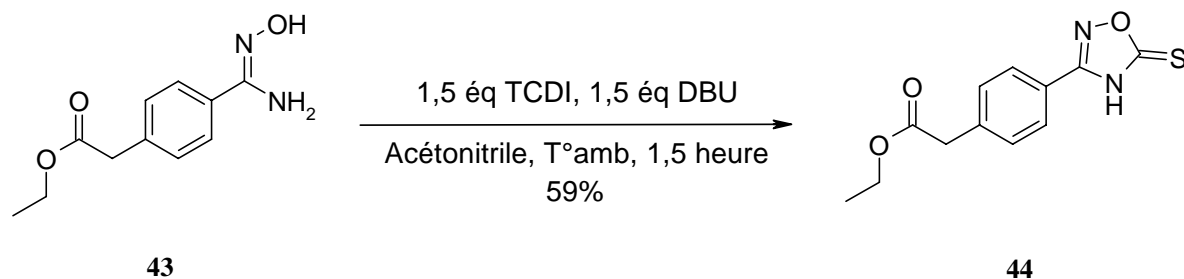 N
OH
NH2
O
O
1,5 éq TCDI, 1,5 éq DBU
Acétonitrile, T°amb, 1,5 heure
59%
N
O
S
N
H
O
O
43
44